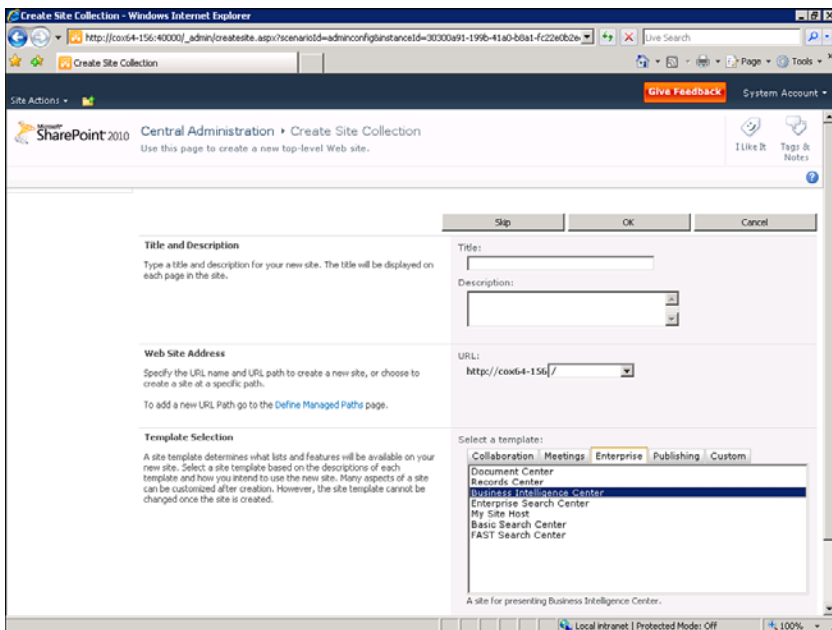 Create Site Collection - Windows Internet Explorer
http://cox64-156:40000/_admin/createsite.aspx?scenarioId=adminconfig&instanceId=30300a91-199b-41a0-b8a1-fc22e0b2e
Live Search
Create Site Collection
Page
Tools
Site Actions
Give Feedback
System Account
Microsoft
SharePoint 2010
Central Administration
Create Site Collection
Use this page to create a new top-level Web site.
I Like It
Tags & Notes
Skip
OK
Cancel
Title and Description
Type a title and description for your new site. The title will be displayed on
each page in the site.
Title:
Description:
Web Site Address
Specify the URL name and URL path to create a new site, or choose to
create a site at a specific path.
To add a new URL Path go to the Define Managed Paths page.
URL:
http://cox64-156 /
Template Selection
A site template determines what lists and features will be available on your
new site. Select a site template based on the descriptions of each
template and how you intend to use the new site. Many aspects of a site
can be customized after creation. However, the site template cannot be
changed once the site is created.
Select a template:
Collaboration Meetings Enterprise Publishing Custom
Document Center
Records Center
Business Intelligence Center
Enterprise Search Center
My Site Host
Basic Search Center
FAST Search Center
A site for presenting Business Intelligence Center.
Local intranet | Protected Mode: Off
100%